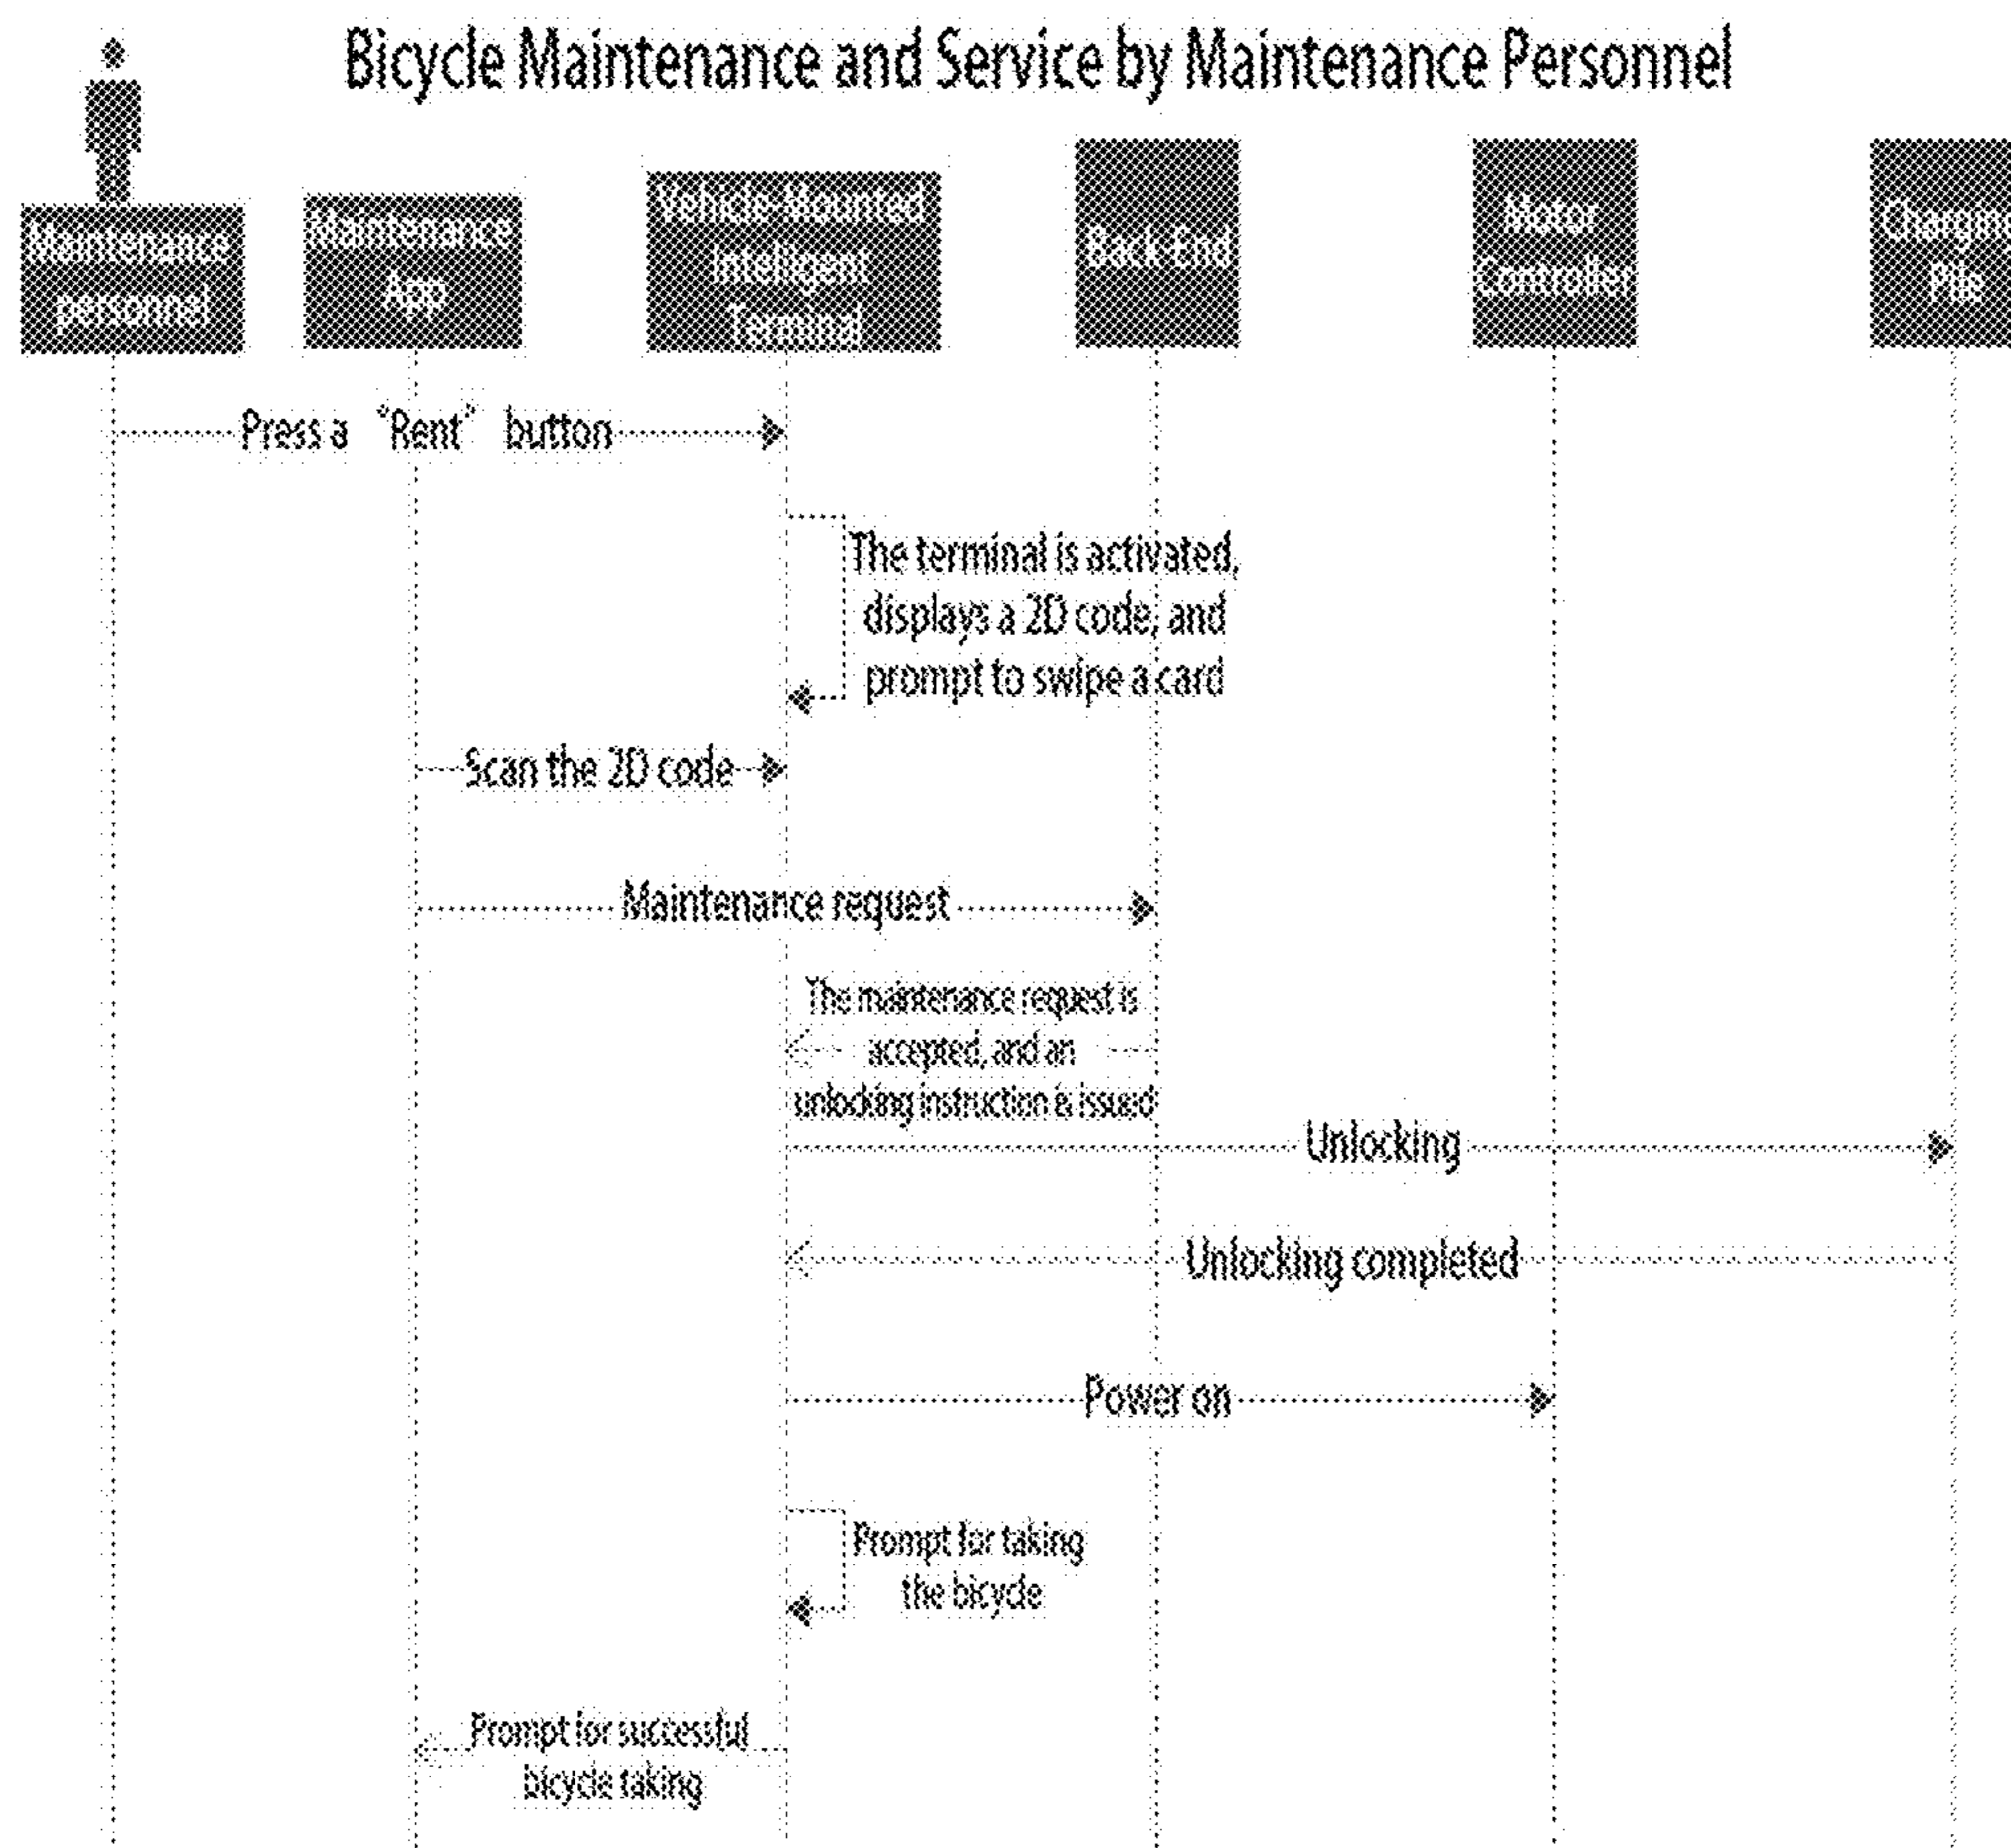 Bicycle Maintenance and Service by Maintenance Personnel
Maintenance
personnel
Maintenance
App
Vehicle-Mounted
Intelligent
Terminal
Back-End
Motor
Controller
Pile
Press a “Rent” button
The terminal is activated,
displays a 2D code, and
prompt to swipe a card
Scan the 2D code
Maintenance request
The maintenance request is
accepted, and an
unlocking instruction is issued
Unlocking
Unlocking completed
Power on
Prompt for taking
the bicycle
Prompt for successful
bicycle taking